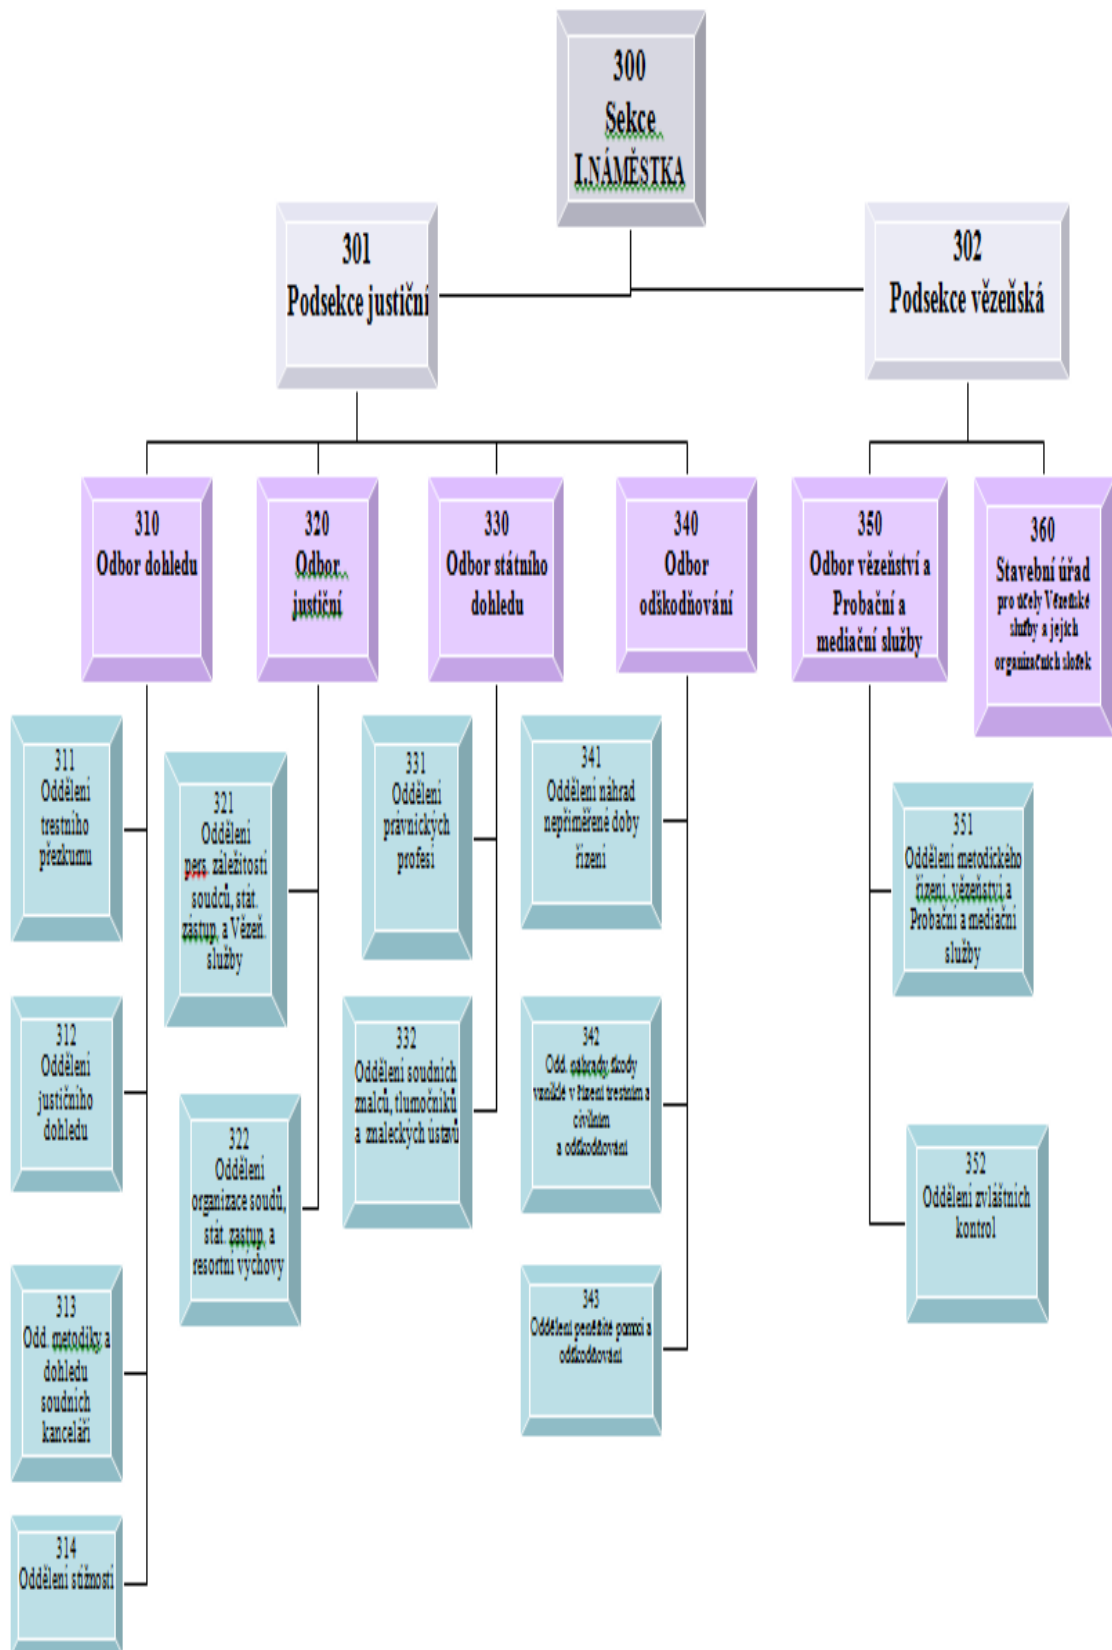 300
Sekce
I.NÁMĚSTKA
301
Podsekce justiční
302
Podsekce vězeňská
310
Odbor dohledu
320
Odbor
justiční
330
Odbor státního
dohledu
340
Odbor
odškodňování
350
Odbor vězeňství a
Probační a
mediační služby
360
Stavební úřad
pro účely Vězeňské
služby a jejich
organizačních složek
311
Oddělení
trestního
přezkumu
321
Oddělení
pers. záležitostí
soudců, stát.
zástup. a Vězeň.
služby
331
Oddělení
právnických
profesí
341
Oddělení náhrad
nepřiměřené doby
řízení
351
Oddělení metodického
řízení vězeňství a
Probační a mediační
služby
312
Oddělení
justičního
dohledu
322
Oddělení
organizace soudů,
stát. zastup. a
resortní výchovy
332
Oddělení soudních
znalců, tlumočníků
a znaleckých ústavů
342
Odd. náhrady škody
vzniklé v řízení trestním a
civilním
a odškodňování
352
Oddělení zvláštních
kontrol
313
Odd. metodiky a
dohledu
soudních
kanceláří
343
Oddělení peněžité pomoci a
odškodňování
314
Oddělení stížností